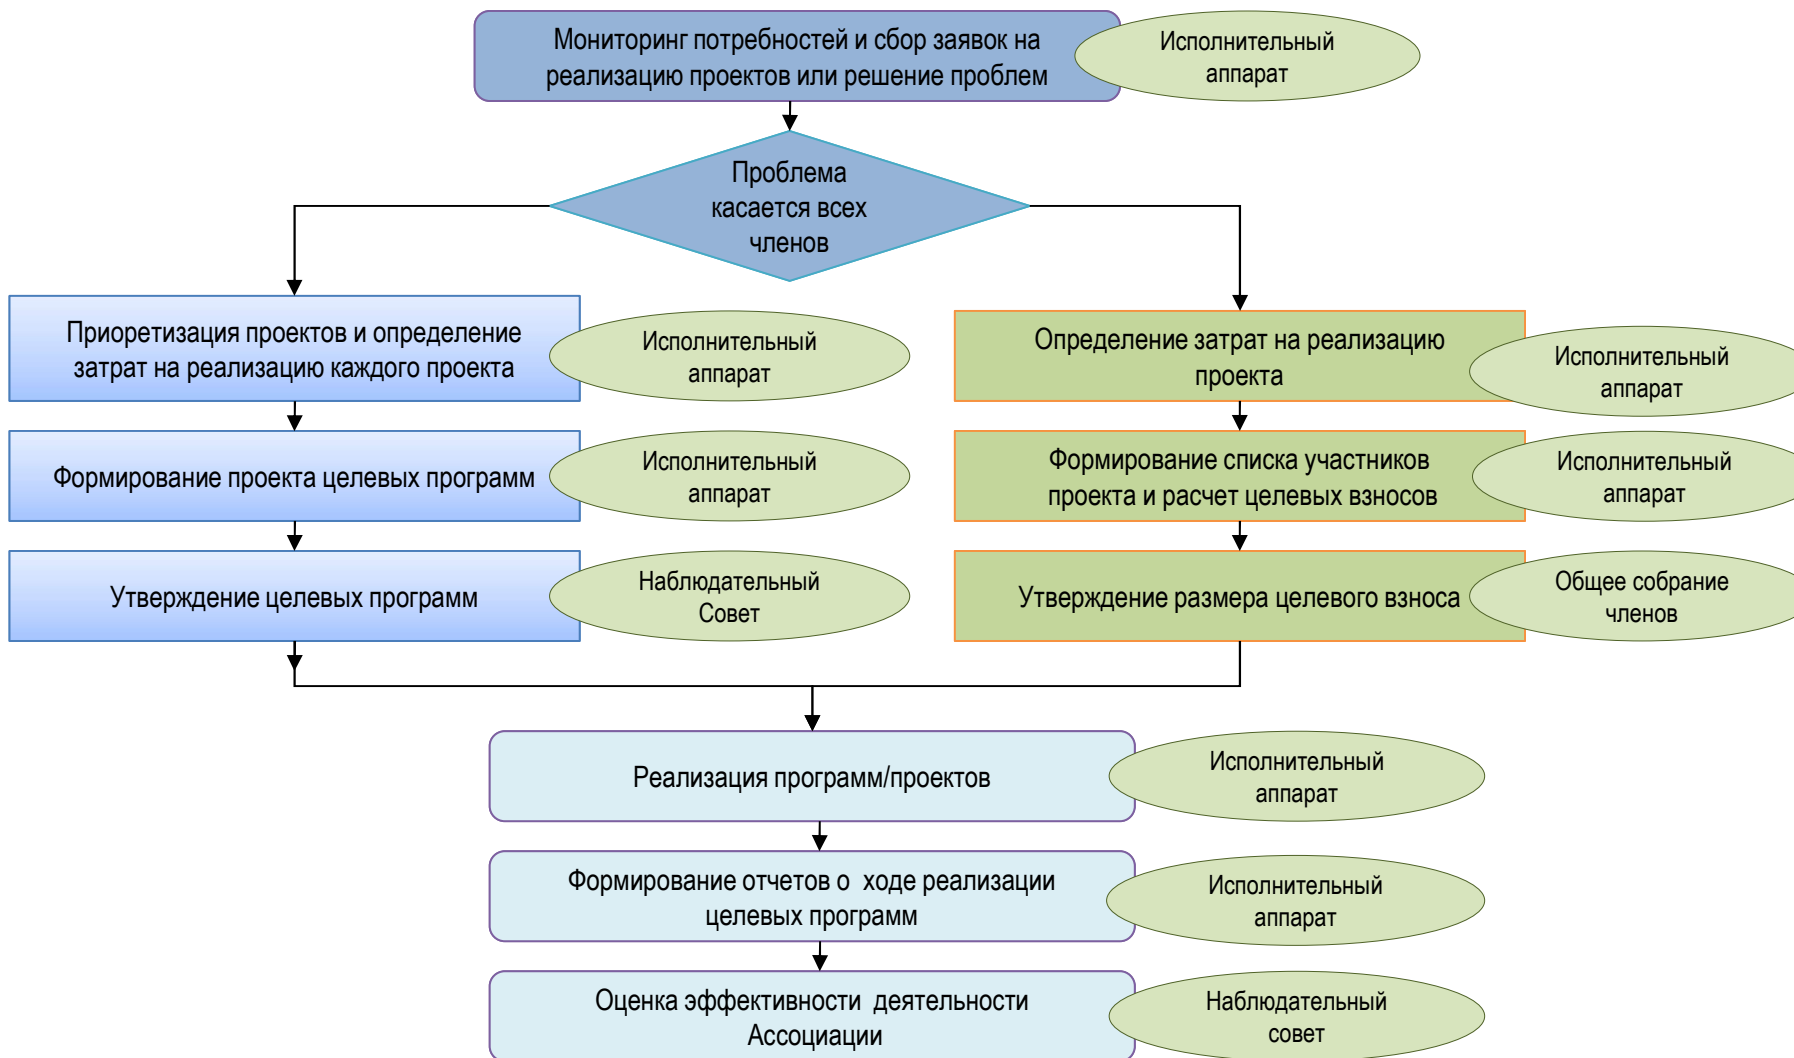 Мониторинг потребностей и сбор заявок на
реализацию проектов или решение проблем
Исполнительный
аппарат
Проблема
касается всех
членов
Приоретизация проектов и определение
затрат на реализацию каждого проекта
Исполнительный
аппарат
Определение затрат на реализацию
проекта
Исполнительный
аппарат
Формирование проекта целевых программ
Исполнительный
аппарат
Формирование списка участников
проекта и расчет целевых взносов
Исполнительный
аппарат
Утверждение целевых программ
Наблюдательный
Совет
Утверждение размера целевого взноса
Общее собрание
членов
Реализация программ/проектов
Исполнительный
аппарат
Формирование отчетов о ходе реализации
целевых программ
Исполнительный
аппарат
Оценка эффективности деятельности
Ассоциации
Наблюдательный
совет